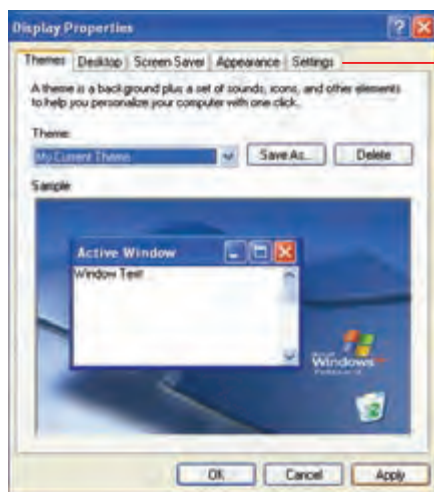 Display Properties
Themes Desktop Screen Saver Appearance Settings
A theme is a background plus a set of sounds, icons, and other elements
to help you personalize your computer with one click.
Theme:
My Current Theme
Save As...
Delete
Sample:
Active Window
Window Text
Windows
OK Cancel Apply